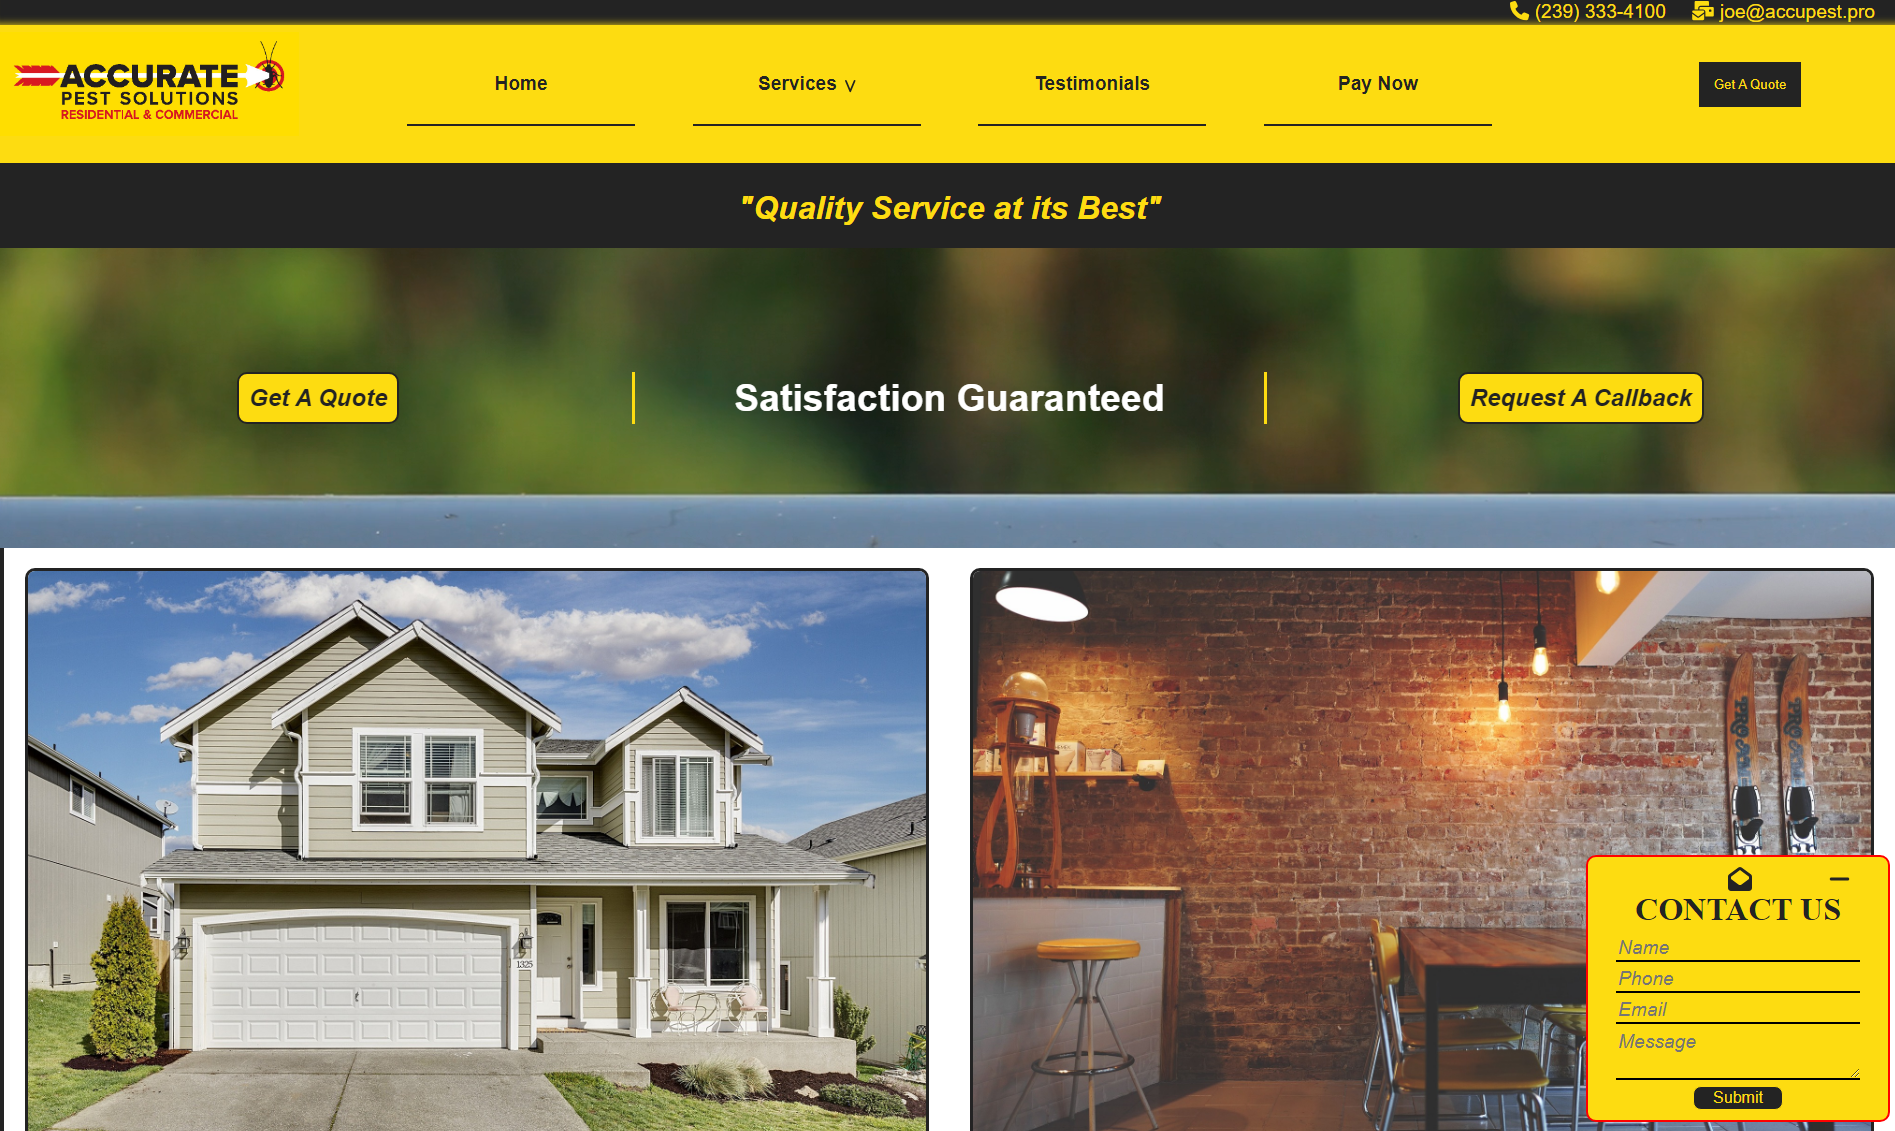 (239) 333-4100 joe@accupest.pro
ACCURATE
PEST SOLUTIONS
RESIDENTIAL & COMMERCIAL
Home Services Testimonials Pay Now Get A Quote
"Quality Service at its Best"
Get A Quote Satisfaction Guaranteed Request A Callback
1325
CONTACT US
Name
Phone
Email
Message
Submit